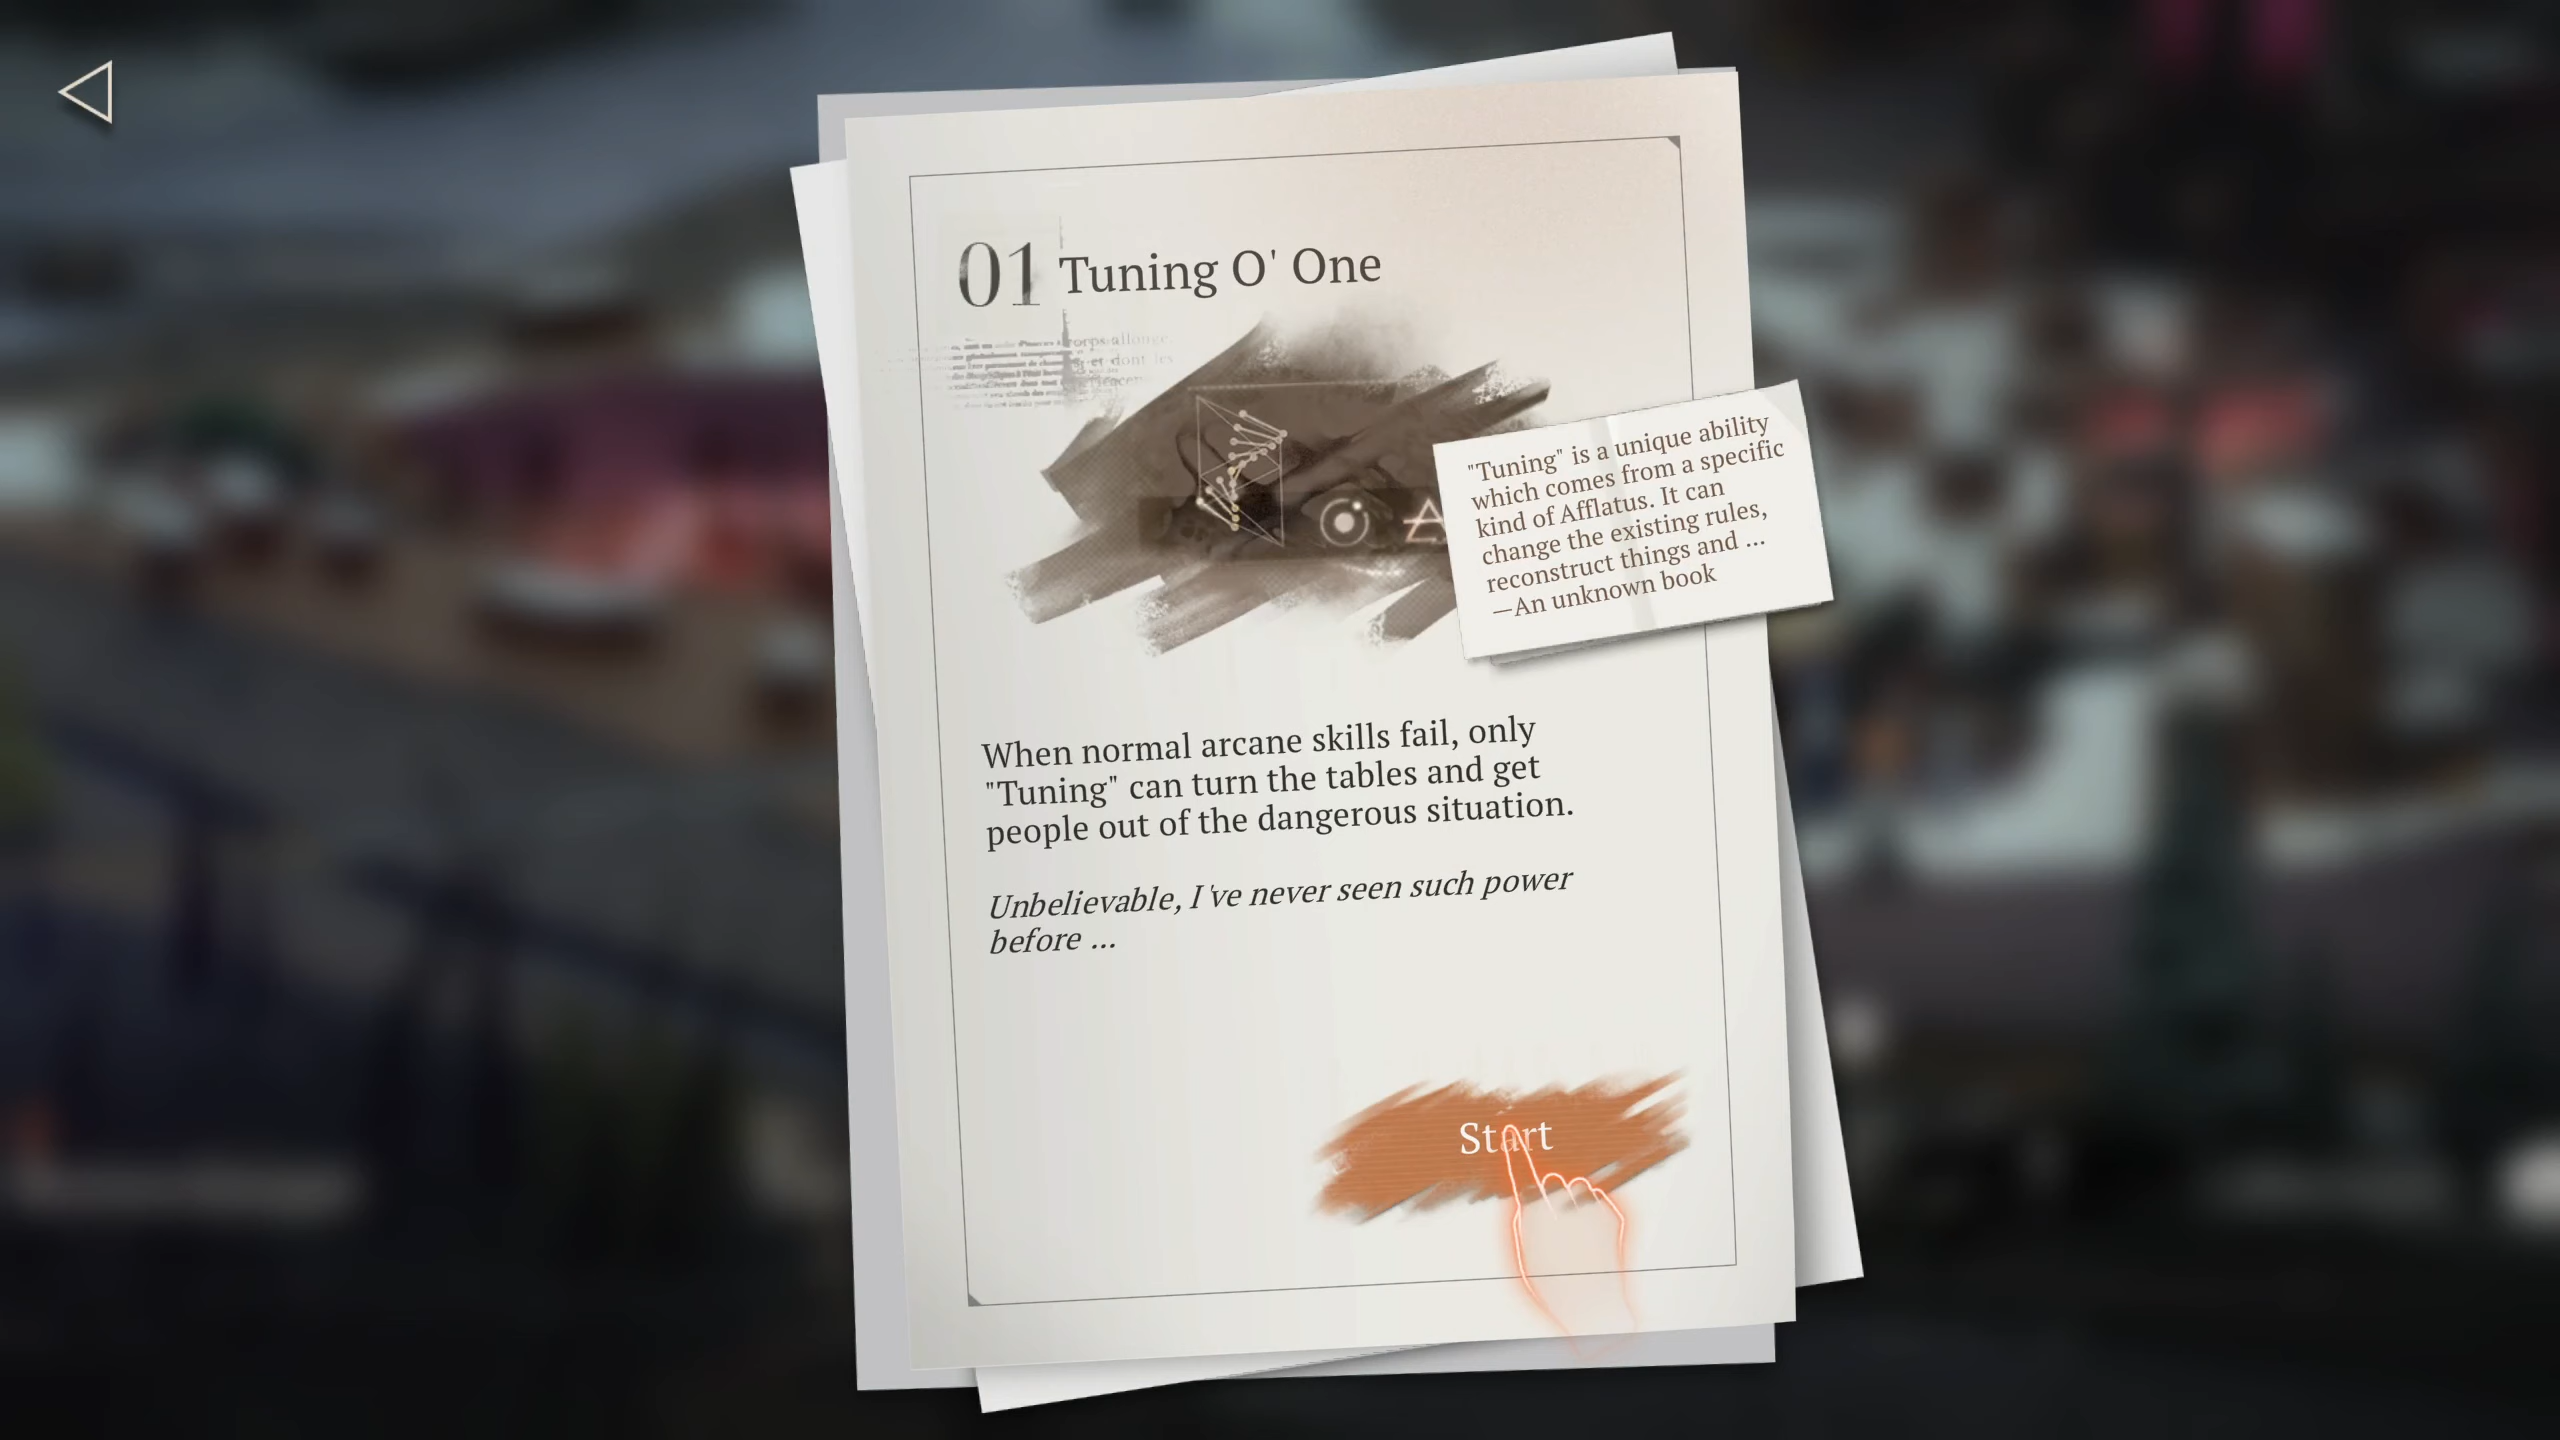 01 Tuning O' One
"Tuning" is a unique ability
which comes from a specific
kind of Afflatus. It can
change the existing rules,
reconstruct things and ...
—An unknown book
When normal arcane skills fail, only
"Tuning" can turn the tables and get
people out of the dangerous situation.
Unbelievable, I've never seen such power
before ...
Start